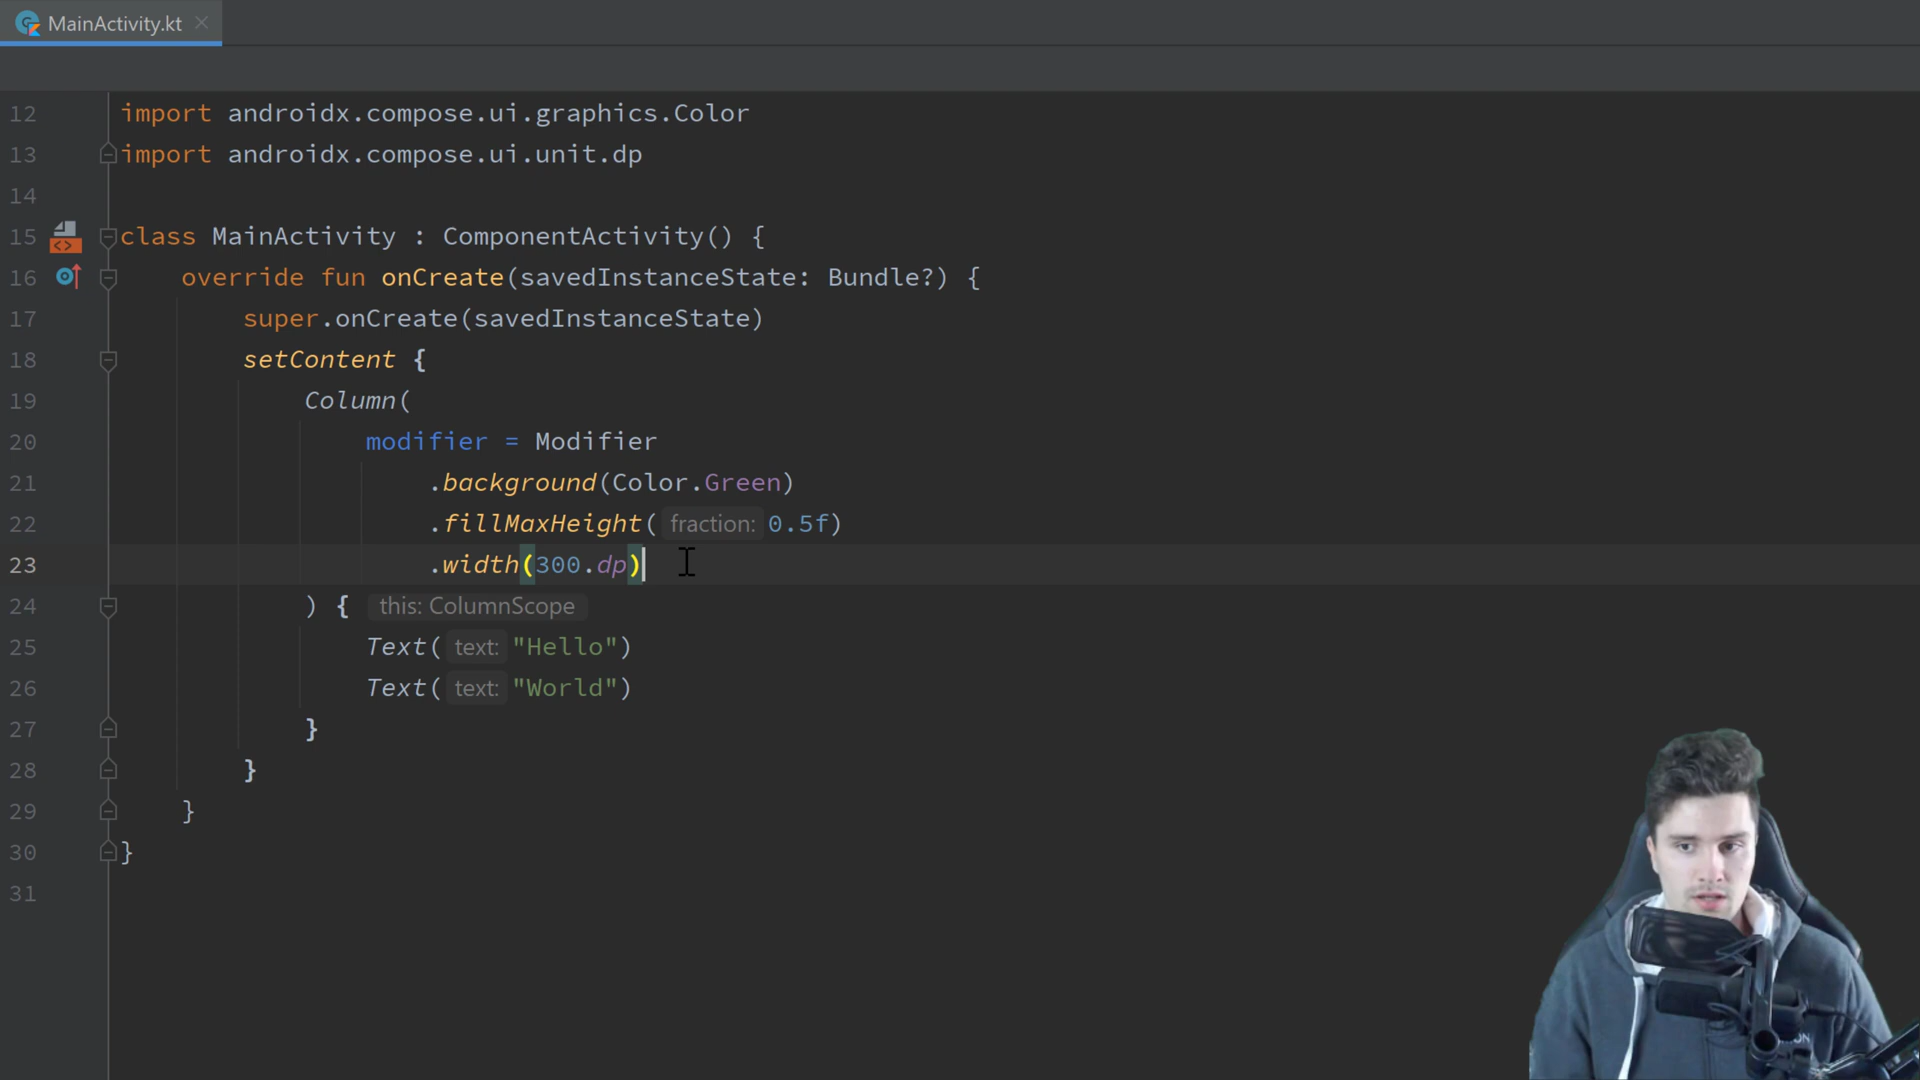 MainActivity.kt
12 import androidx.compose.ui.graphics.Color
13 import androidx.compose.ui.unit.dp
14
15 class MainActivity : ComponentActivity() {
16 override fun onCreate(savedInstanceState: Bundle?) {
17 super.onCreate(savedInstanceState)
18 setContent {
19 Column(
20 modifier = Modifier
21 .background(Color.Green)
22 .fillMaxHeight( fraction: 0.5f)
23 .width(300.dp)
24 ) { this: ColumnScope
25 Text( text: "Hello")
26 Text( text: "World")
27 }
28 }
29 }
30 }
31